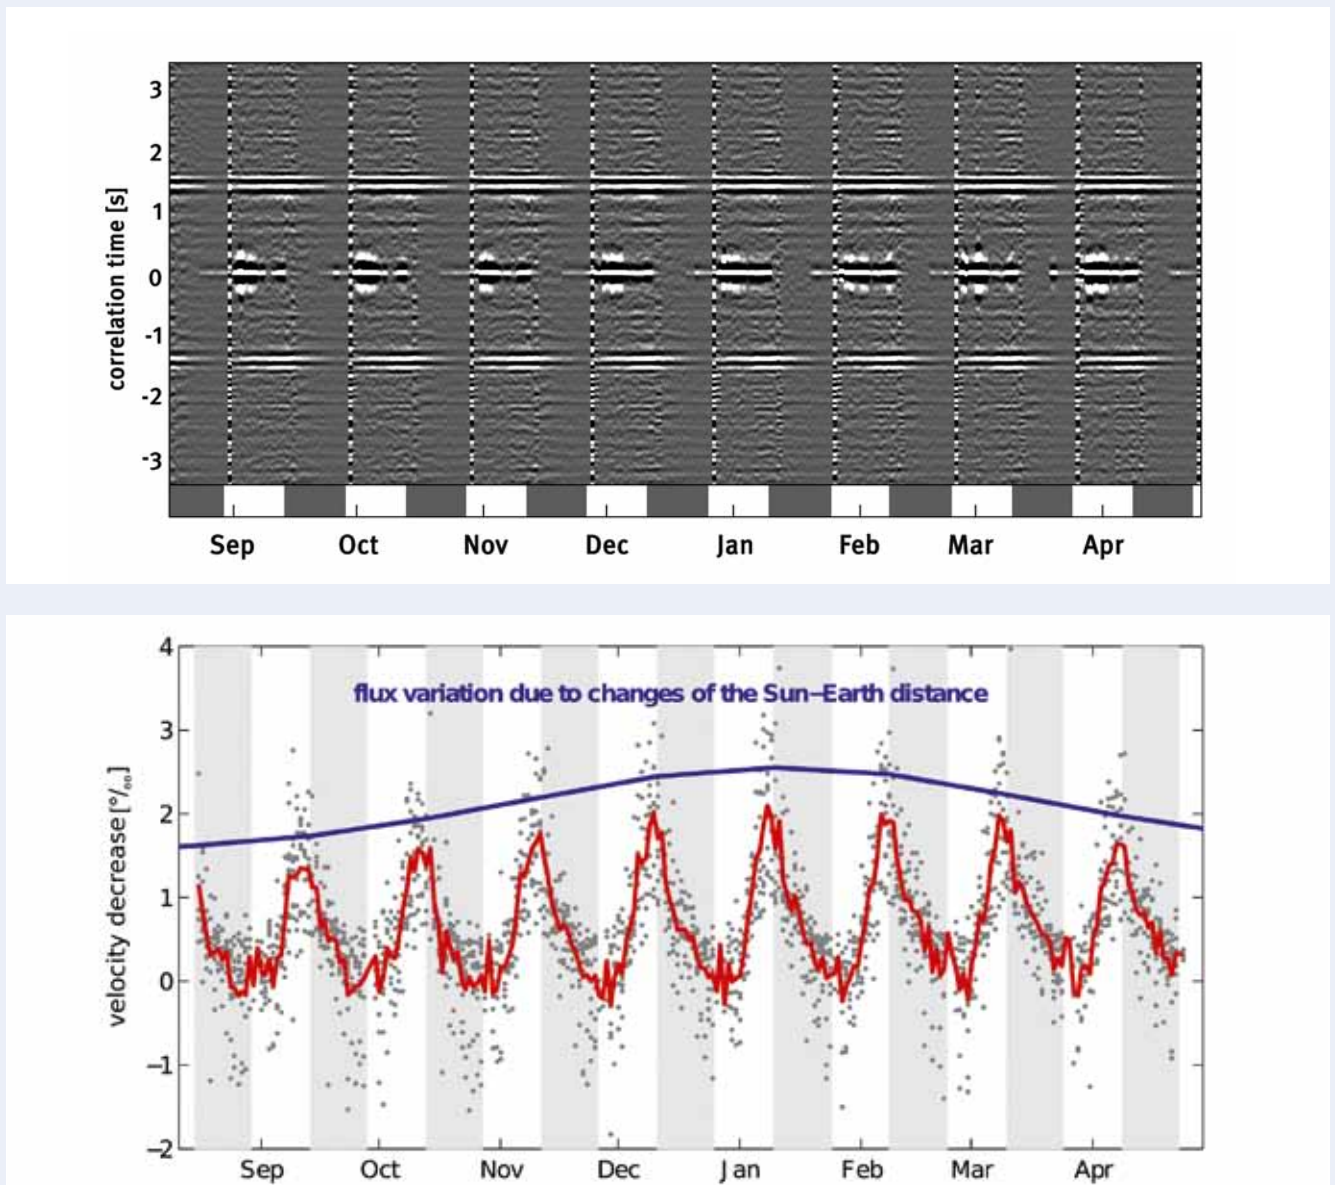 3
2
1
0
-1
-2
-3
correlation time [s]
Sep Oct Nov Dec Jan Feb Mar Apr
4
3
2
1
0
−1
−2
velocity decrease [°/₀₀]
flux variation due to changes of the Sun−Earth distance
Sep Oct Nov Dec Jan Feb Mar Apr